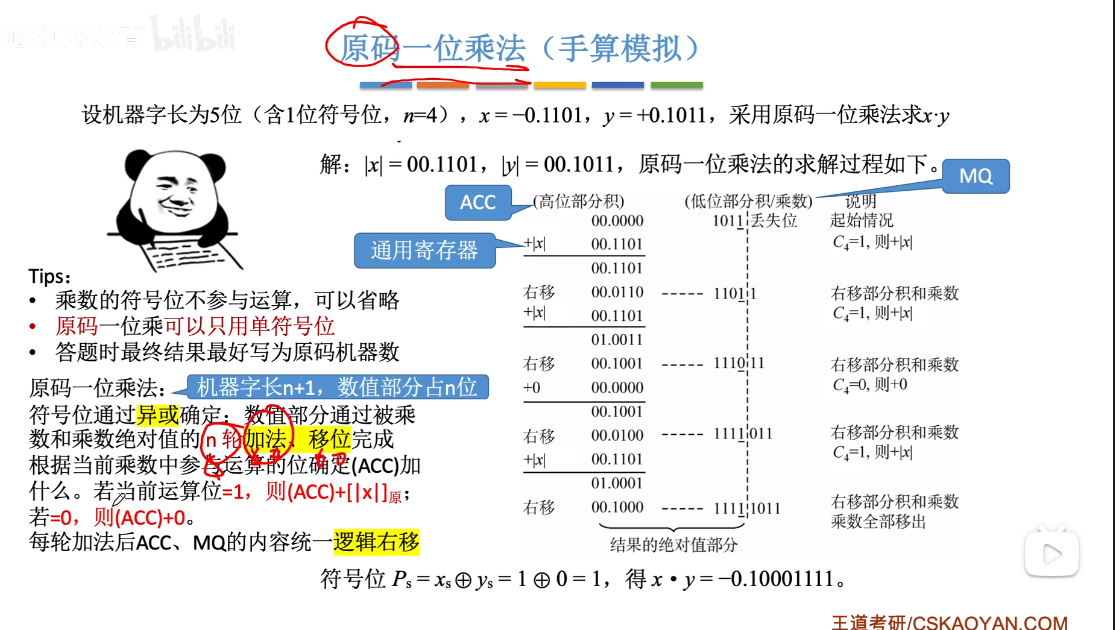 bilibili
原码一位乘法（手算模拟）
设机器字长为5位（含1位符号位，n=4），x = −0.1101，y = +0.1011，采用原码一位乘法求x·y
解：|x| = 00.1101，|y| = 00.1011，原码一位乘法的求解过程如下。
MQ
ACC
(高位部分积) (低位部分积/乘数) 说明
00.0000 1011 丢失位 起始情况
通用寄存器
+|x| 00.1101 C₄=1, 则+|x|
00.1101
右移 00.0110 ----- 1101 1 右移部分积和乘数
+|x| 00.1101 C₄=1, 则+|x|
01.0011
右移 00.1001 ----- 1110 11 右移部分积和乘数
+0 00.0000 C₄=0, 则+0
00.1001
右移 00.0100 ----- 1111 011 右移部分积和乘数
+|x| 00.1101 C₄=1, 则+|x|
01.0001
右移 00.1000 ----- 1111 1011 右移部分积和乘数
乘数全部移出
结果的绝对值部分
Tips：
• 乘数的符号位不参与运算，可以省略
• 原码一位乘可以只用单符号位
• 答题时最终结果最好写为原码机器数
原码一位乘法：
机器字长n+1，数值部分占n位
符号位通过异或确定；数值部分通过被乘
数和乘数绝对值的 n 轮加法、移位完成
根据当前乘数中参与运算的位确定(ACC)加
什么。若当前运算位=1，则(ACC)+[|x|]原；
若=0，则(ACC)+0。
每轮加法后ACC、MQ的内容统一逻辑右移
符号位 Pₛ = xₛ⊕yₛ = 1⊕0 = 1，得 x·y = −0.10001111。
王道考研/CSKAOYAN.COM